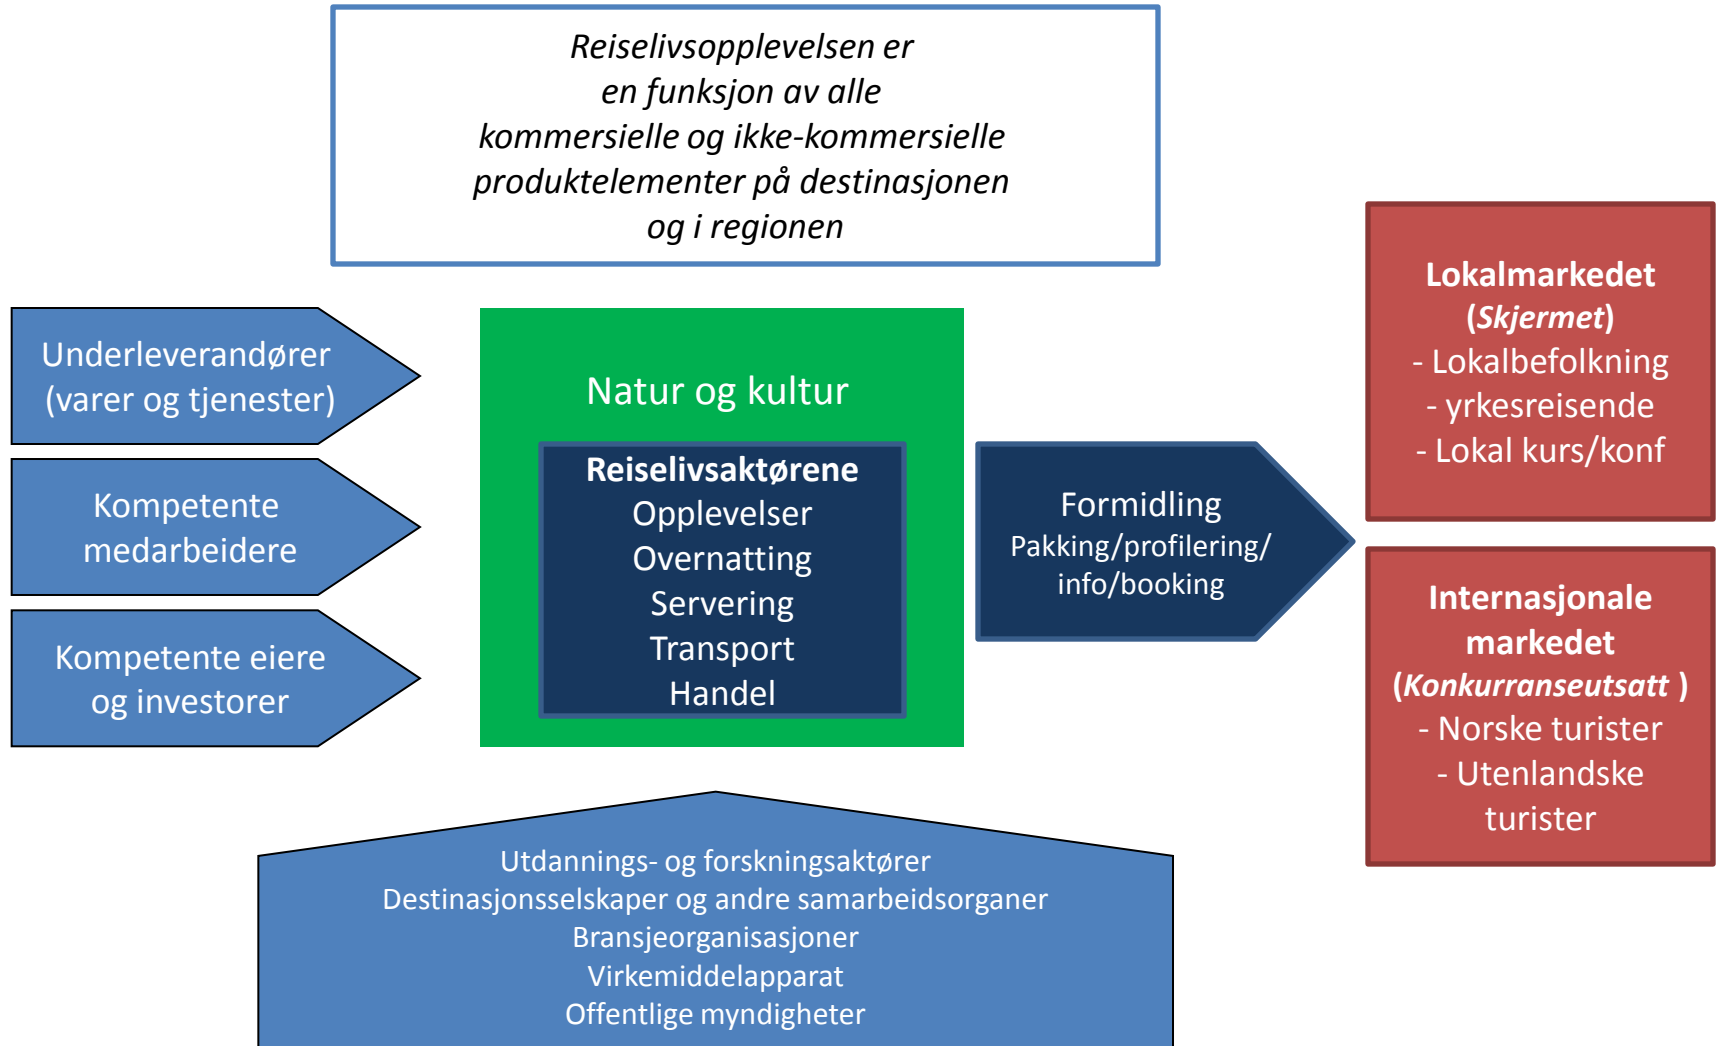 Reiselivsopplevelsen er
en funksjon av alle
kommersielle og ikke-kommersielle
produktelementer på destinasjonen
og i regionen
Underleverandører
(varer og tjenester)
Kompetente
medarbeidere
Kompetente eiere
og investorer
Natur og kultur
Reiselivsaktørene
Opplevelser
Overnatting
Servering
Transport
Handel
Formidling
Pakking/profilering/
info/booking
Lokalmarkedet
(Skjermet)
- Lokalbefolkning
- yrkesreisende
- Lokal kurs/konf
Internasjonale
markedet
(Konkurranseutsatt )
- Norske turister
- Utenlandske
turister
Utdannings- og forskningsaktører
Destinasjonsselskaper og andre samarbeidsorganer
Bransjeorganisasjoner
Virkemiddelapparat
Offentlige myndigheter